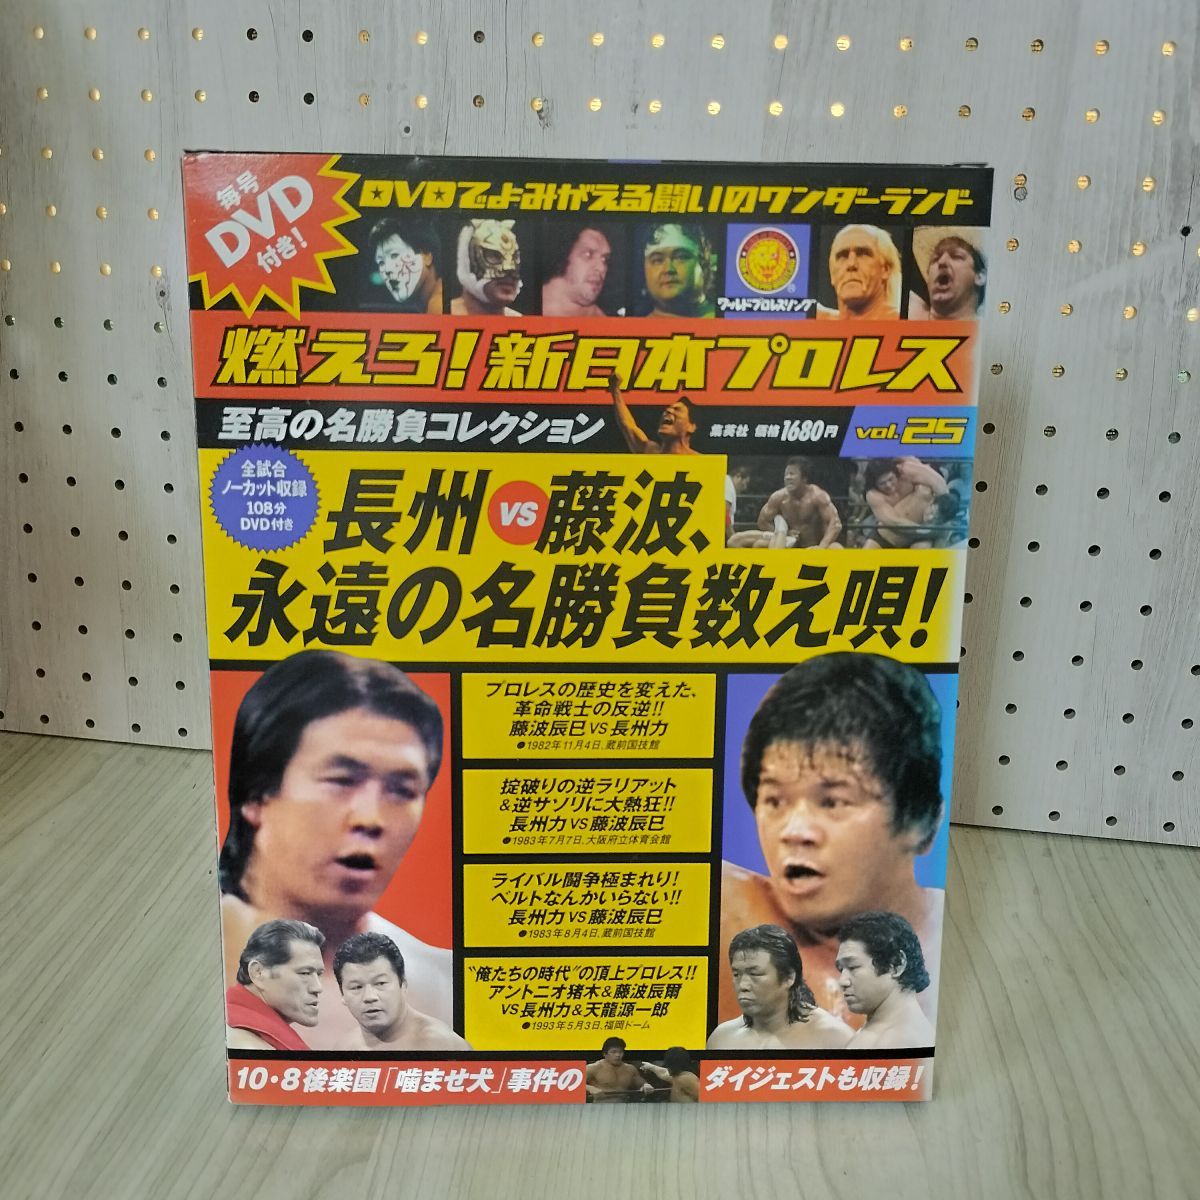 毎号
DVD
付き!
DVDでよみがえる闘いのワンダーランド
ワールドプロレスリング
燃えろ!新日本プロレス
至高の名勝負コレクション
集英社 価格1680円
vol.25
全試合
ノーカット収録
108分
DVD付き
長州vs藤波、
永遠の名勝負数え唄!
プロレスの歴史を変えた、
革命戦士の反逆!!
藤波辰巳VS長州力
●1982年11月4日、蔵前国技館
掟破りの逆ラリアット
&逆サソリに大熱狂!!
長州力VS藤波辰巳
●1983年7月7日、大阪府立体育会館
ライバル闘争極まれり!
ベルトなんかいらない!!
長州力VS藤波辰巳
●1983年8月4日、蔵前国技館
"俺たちの時代"の頂上プロレス!!
アントニオ猪木&藤波辰爾
VS長州力&天龍源一郎
●1993年5月3日、福岡ドーム
10・8後楽園「噛ませ犬」事件の
ダイジェストも収録!